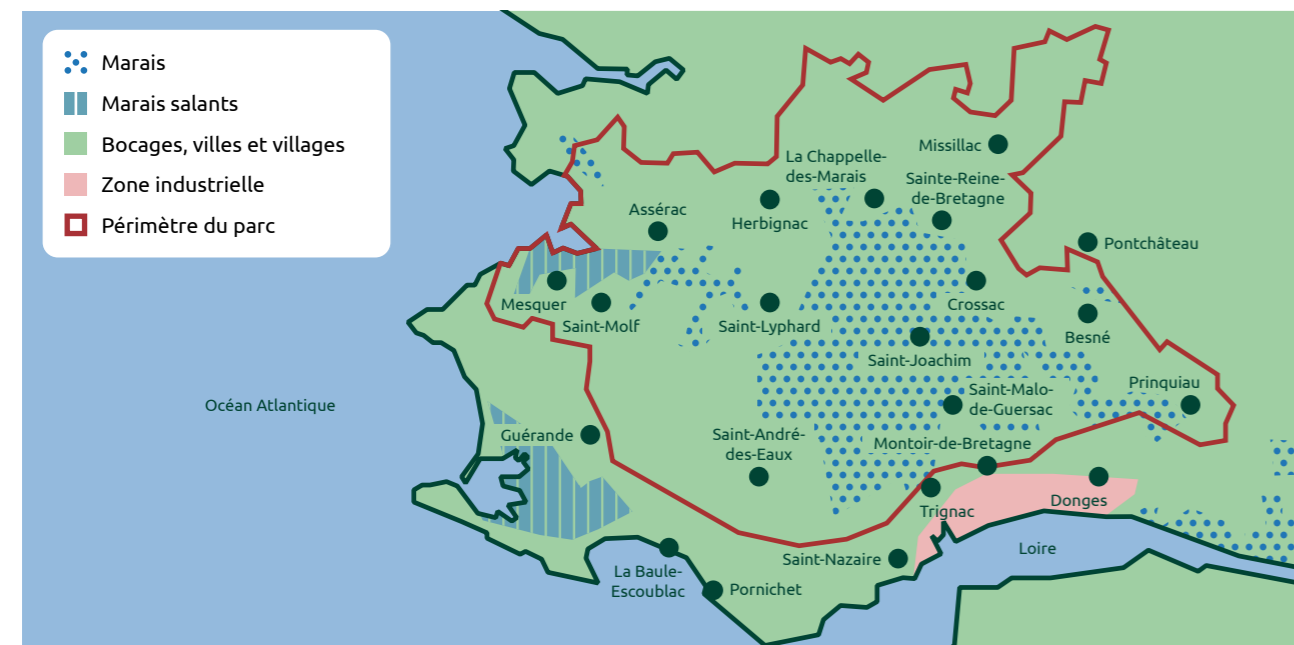 Marais
Marais salants
Bocages, villes et villages
Zone industrielle
Périmètre du parc
Missillac
La Chappelle-
des-Marais
Sainte-Reine-
de-Bretagne
Assérac
Herbignac
Pontchâteau
Mesquer
Saint-Molf
Saint-Lyphard
Crossac
Besné
Saint-Joachim
Prinquiau
Saint-Malo-
de-Guersac
Océan Atlantique
Guérande
Saint-André-
des-Eaux
Montoir-de-Bretagne
Trignac
Donges
Saint-Nazaire
Loire
La Baule-
Escoublac
Pornichet